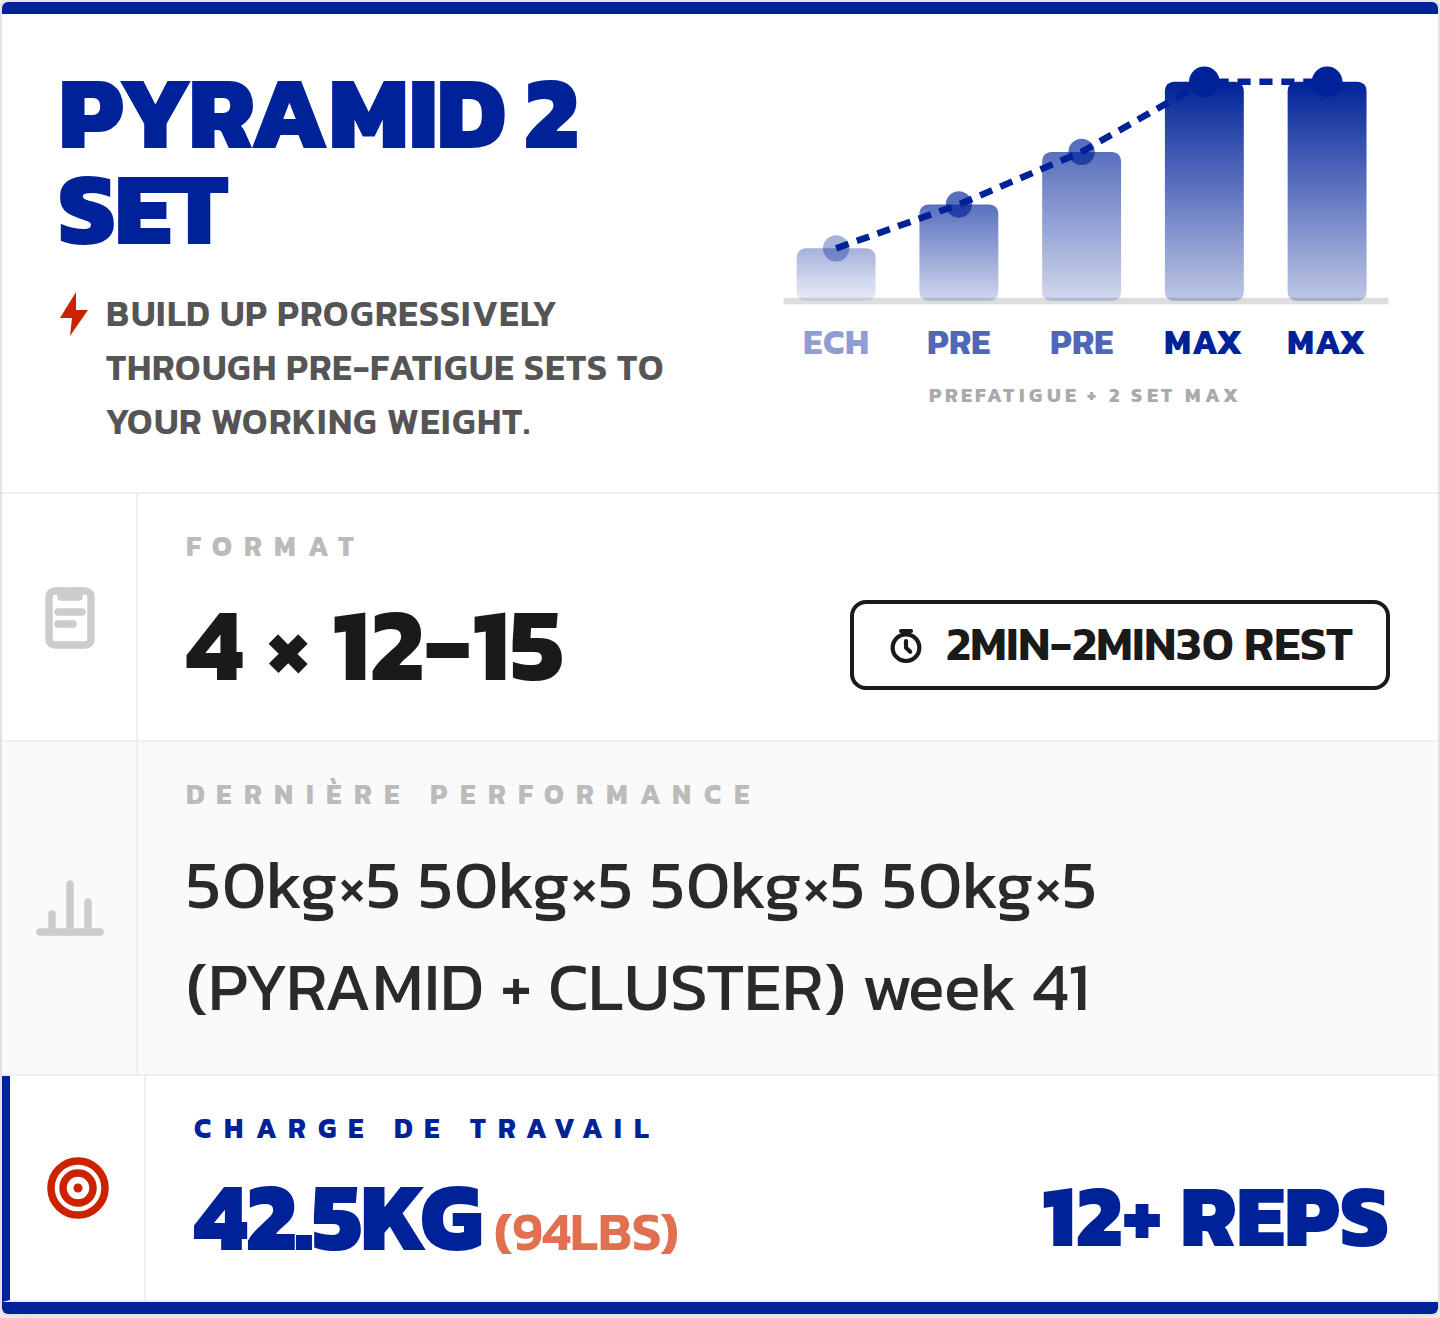 PYRAMID 2
SET
BUILD UP PROGRESSIVELY
THROUGH PRE–FATIGUE SETS TO
YOUR WORKING WEIGHT.
ECH PRE PRE MAX MAX
PREFATIGUE + 2 SET MAX
FORMAT
4 × 12–15
2MIN–2MIN30 REST
DERNIÈRE PERFORMANCE
50kg×5 50kg×5 50kg×5 50kg×5
(PYRAMID + CLUSTER) week 41
CHARGE DE TRAVAIL
42.5KG (94LBS)
12+ REPS